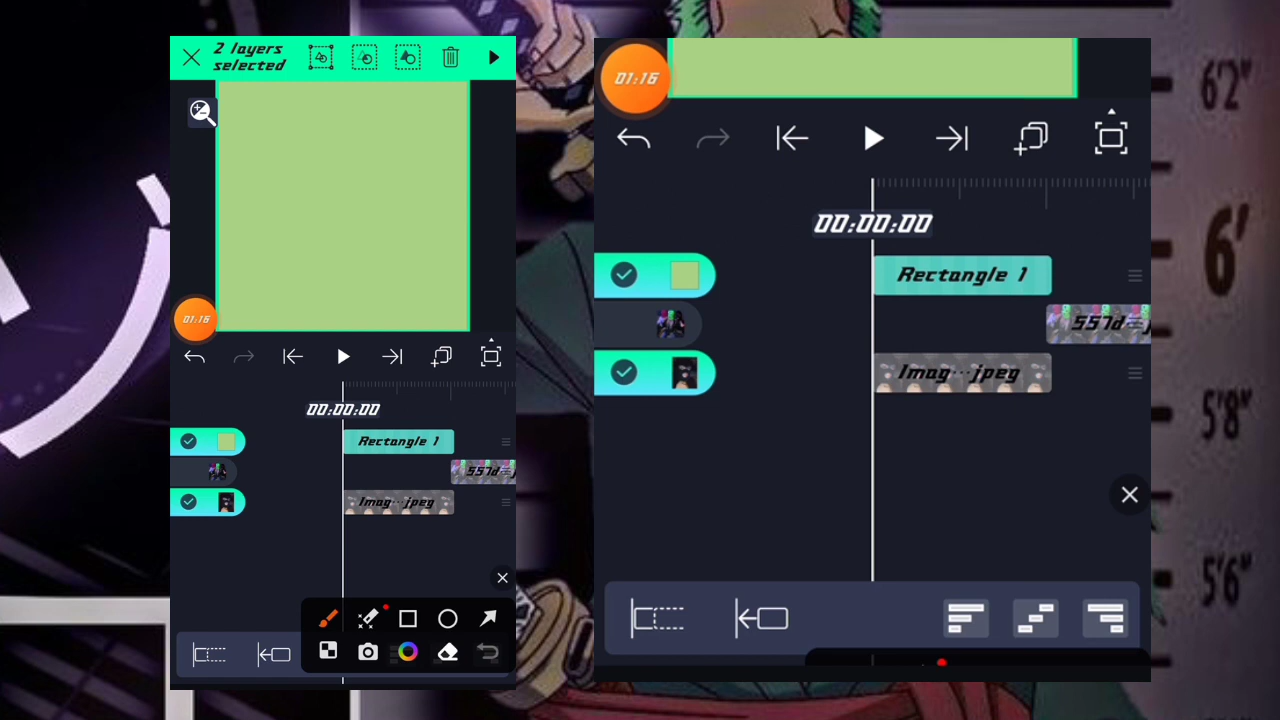 2 layers
selected
01:16
00:00:00
Rectangle 1
557d
Imag···jpeg
01:16
00:00:00
Rectangle 1
557d
Imag···jpeg
6'2"
6'
5'8"
5'6"